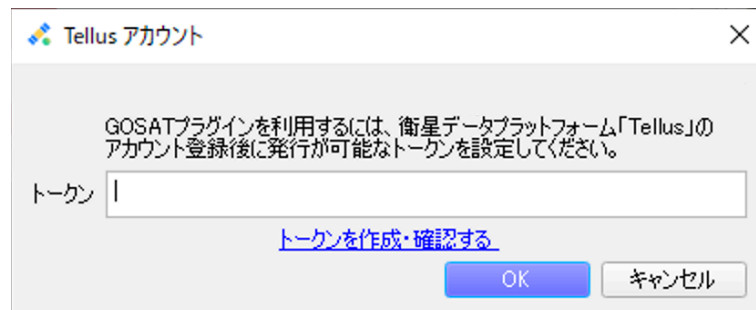 Tellus アカウント
GOSATプラグインを利用するには、衛星データプラットフォーム「Tellus」の
アカウント登録後に発行が可能なトークンを設定してください。
トークン
トークンを作成・確認する
OK キャンセル